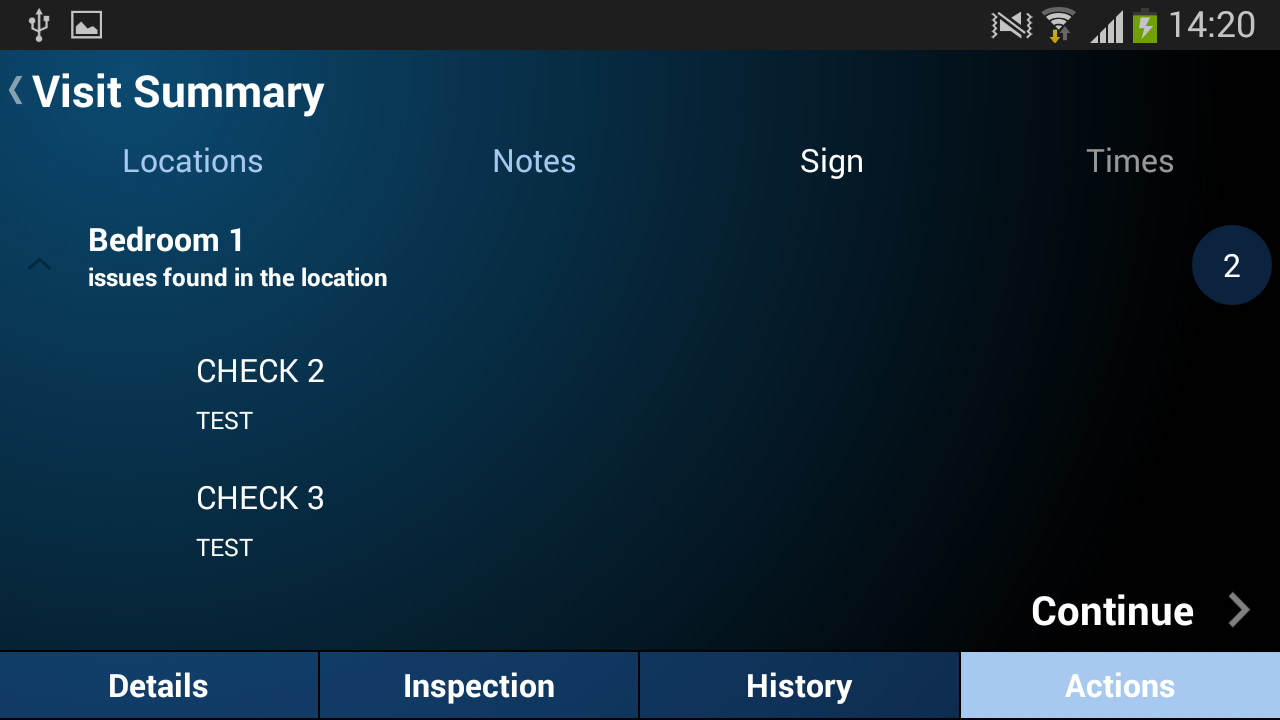 14:20
Visit Summary
Locations Notes Sign Times
Bedroom 1
issues found in the location
2
CHECK 2
TEST
CHECK 3
TEST
Continue
Details Inspection History Actions